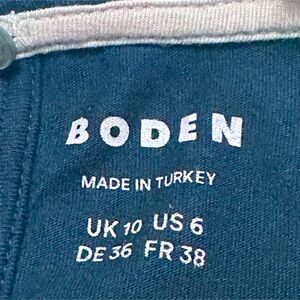 BODEN
MADE IN TURKEY
UK 10 US 6
DE 36 FR 38